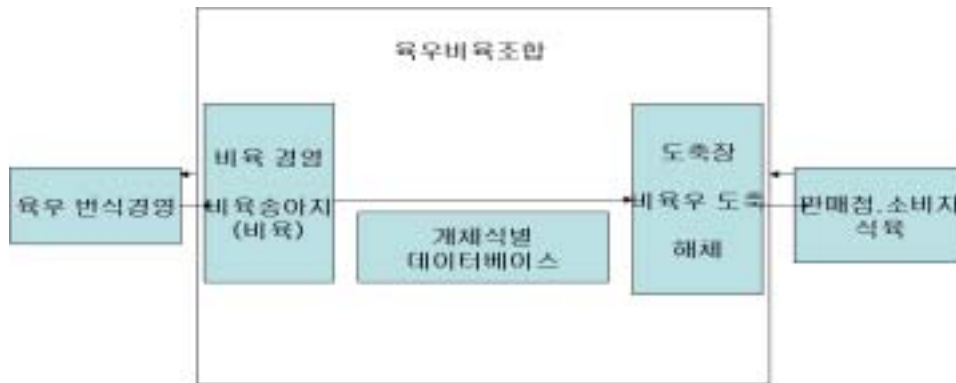 육우비육조합
육우 번식경영
비육 경영
비육송아지
(비육)
개체식별
데이터베이스
도축장
비육우 도축
해체
판매점.소비자
식육